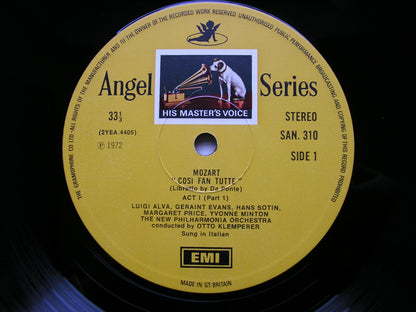 THE GRAMOPHONE CO. LTD. ALL RIGHTS OF THE MANUFACTURER AND OF THE OWNER OF THE RECORDED WORK RESERVED UNAUTHORISED PUBLIC PERFORMANCE BROADCASTING AND COPYING OF THIS RECORD PROHIBITED
Angel Series
HIS MASTER'S VOICE
33⅓
(2YEA.4405)
Ⓟ 1972
STEREO
SAN. 310
SIDE 1
MOZART
"COSI FAN TUTTE"
(Libretto by Da Ponte)
ACT I (Part 1)
LUIGI ALVA, GERAINT EVANS, HANS SOTIN,
MARGARET PRICE, YVONNE MINTON
THE NEW PHILHARMONIA ORCHESTRA
conducted by OTTO KLEMPERER
Sung in Italian
EMI
MADE IN GT. BRITAIN